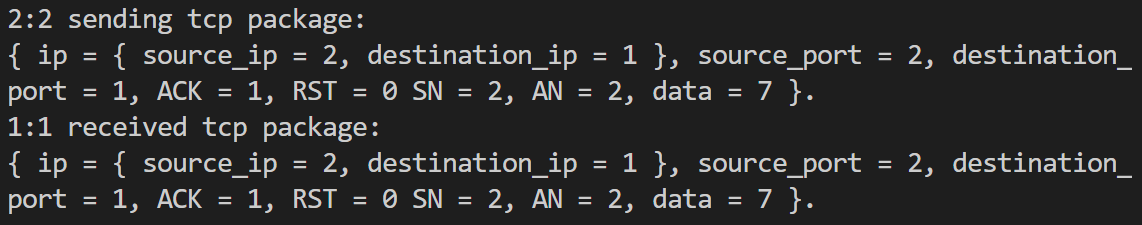 2:2 sending tcp package:
{ ip = { source_ip = 2, destination_ip = 1 }, source_port = 2, destination_
port = 1, ACK = 1, RST = 0 SN = 2, AN = 2, data = 7 }.
1:1 received tcp package:
{ ip = { source_ip = 2, destination_ip = 1 }, source_port = 2, destination_
port = 1, ACK = 1, RST = 0 SN = 2, AN = 2, data = 7 }.